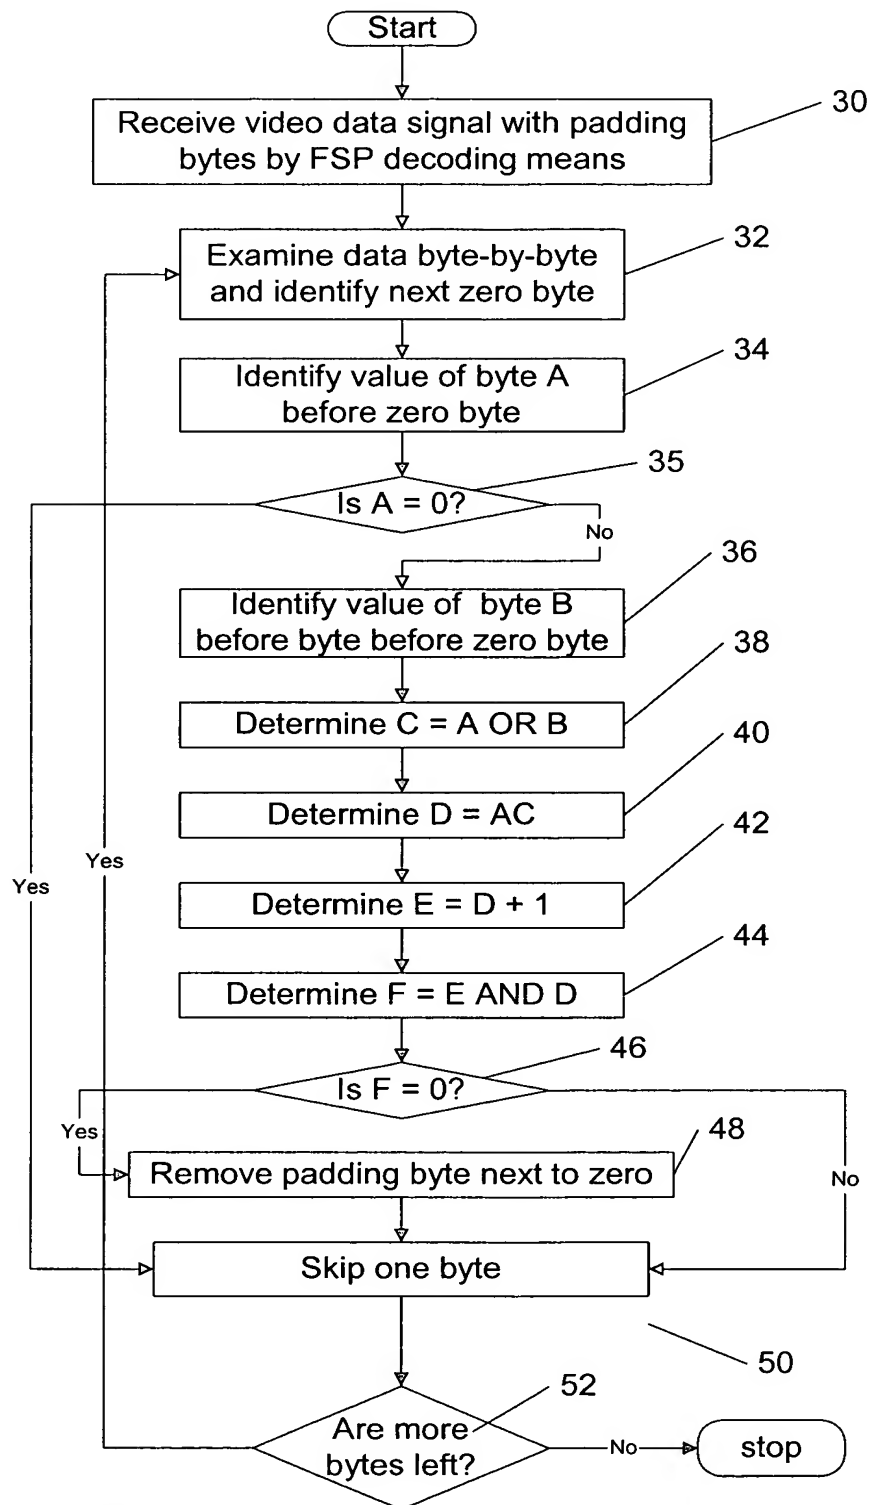 Start
Receive video data signal with padding
bytes by FSP decoding means
30
Examine data byte-by-byte
and identify next zero byte
32
Identify value of byte A
before zero byte
34
Is A = 0?
35
No
Identify value of byte B
before byte before zero byte
36
Determine C = A OR B
38
Determine D = AC
40
Determine E = D + 1
42
Determine F = E AND D
44
Yes
Yes
Is F = 0?
46
Yes
No
Remove padding byte next to zero
48
Skip one byte
50
Are more
bytes left?
52
No
stop